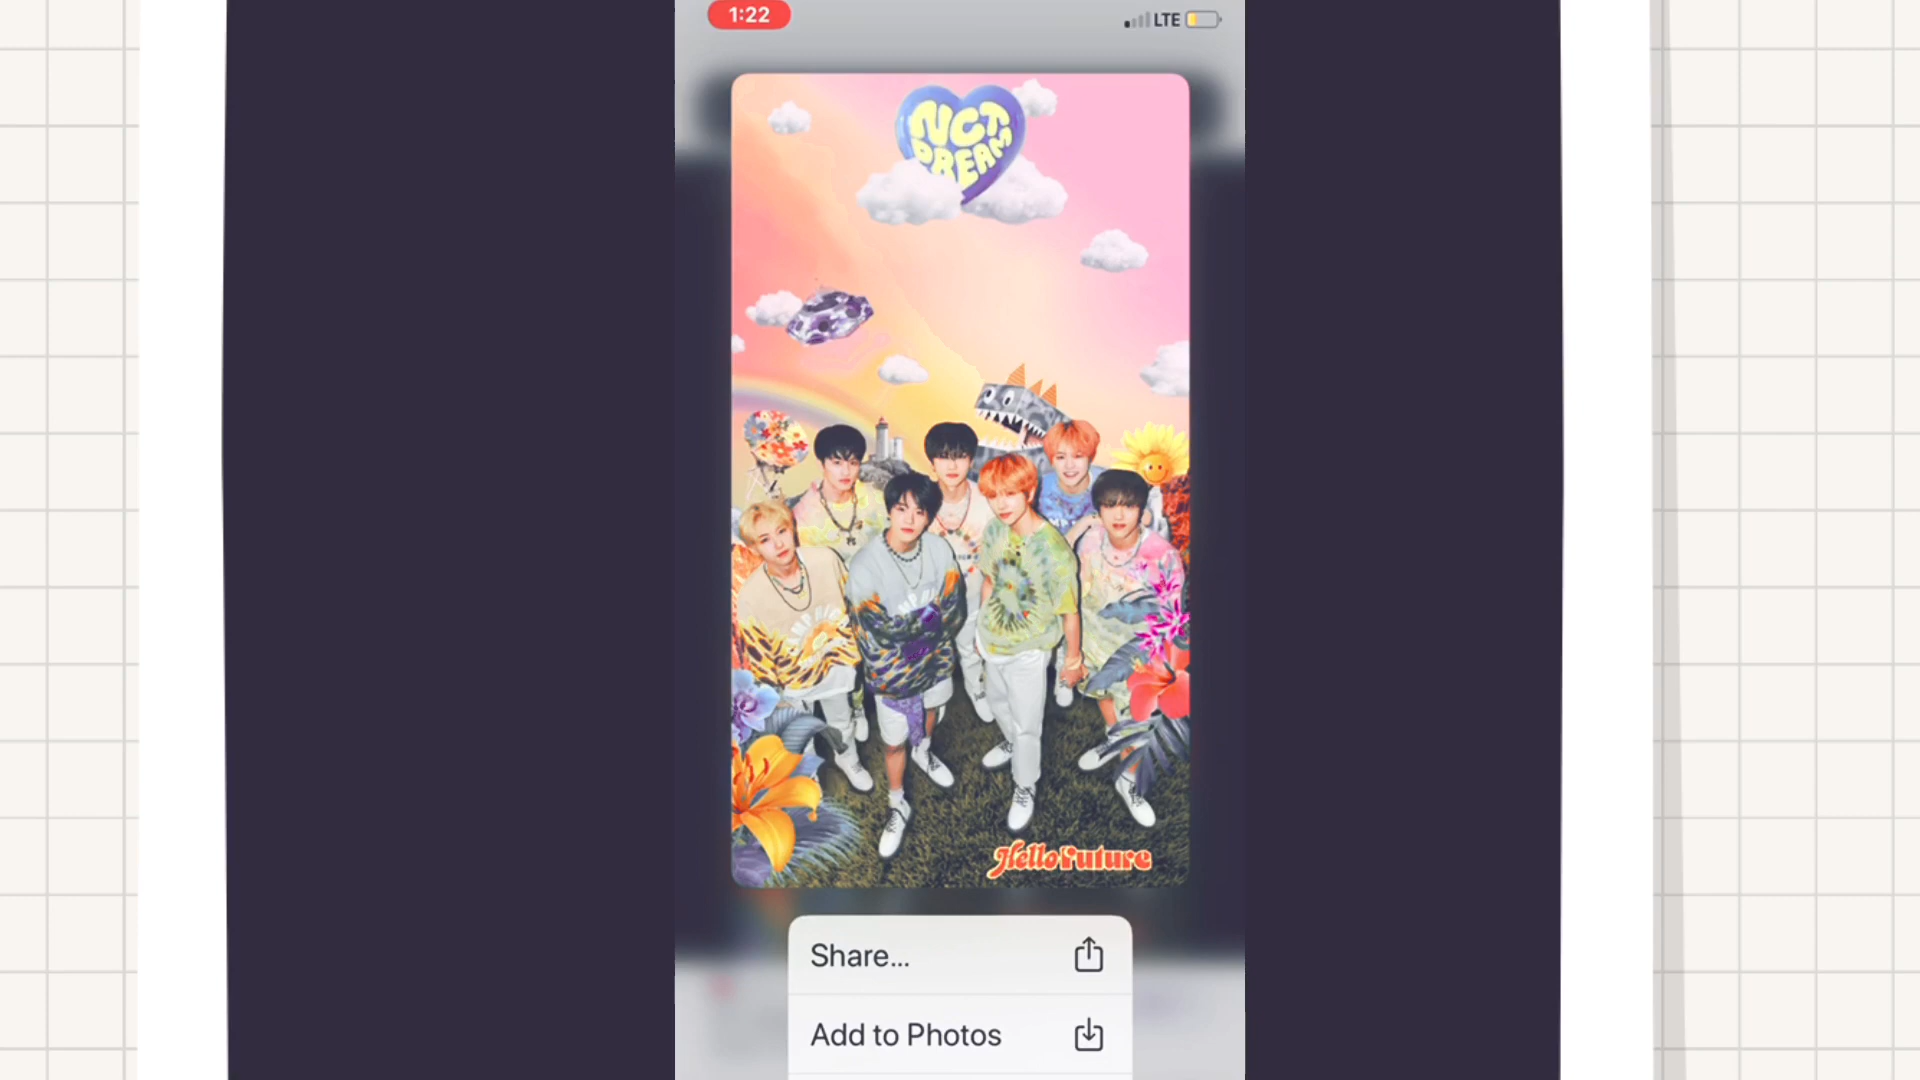 1:22
LTE
NCT
DREAM
Hello Future
Share...
Add to Photos